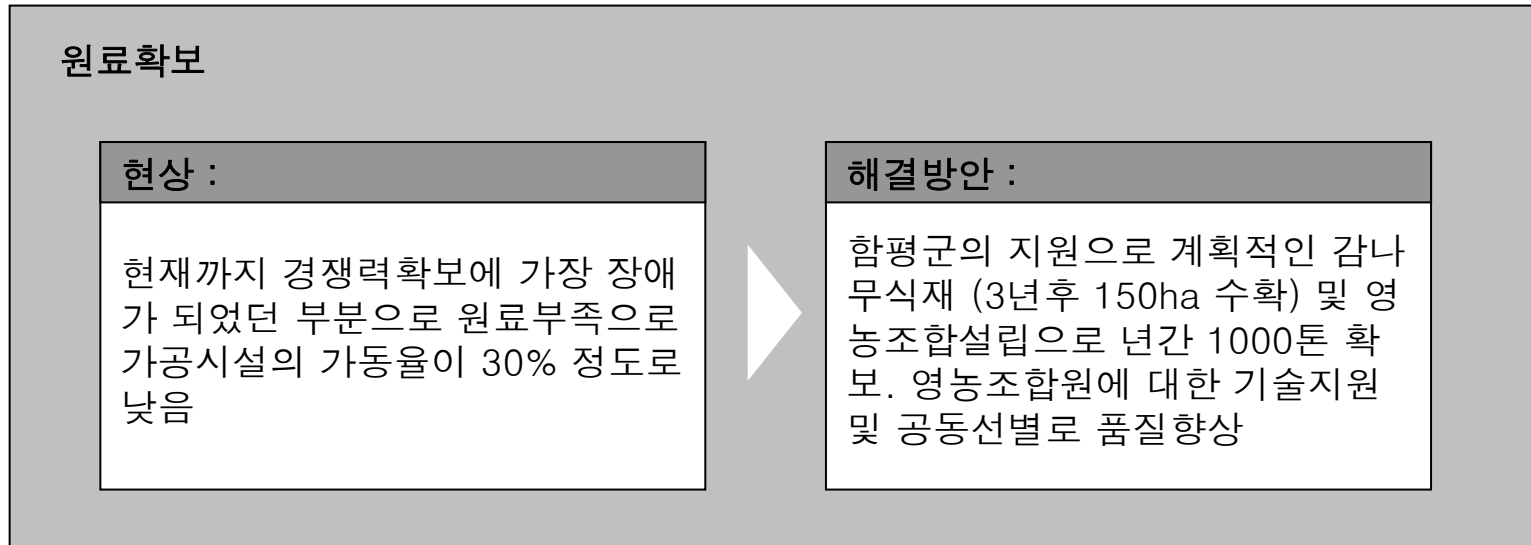 원료확보
현상 :
현재까지 경쟁력확보에 가장 장애
가 되었던 부분으로 원료부족으로
가공시설의 가동율이 30% 정도로
낮음
해결방안 :
함평군의 지원으로 계획적인 감나
무식재 (3년후 150ha 수확) 및 영
농조합설립으로 년간 1000톤 확
보. 영농조합원에 대한 기술지원
및 공동선별로 품질향상